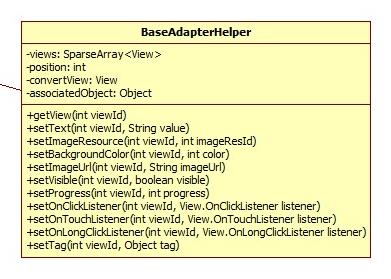 BaseAdapterHelper
-views: SparseArray<View>
-position: int
-convertView: View
-associatedObject: Object
+getView(int viewId)
+setText(int viewId, String value)
+setImageResource(int viewId, int imageResId)
+setBackgroundColor(int viewId, int color)
+setImageUrl(int viewId, String imageUrl)
+setVisible(int viewId, boolean visible)
+setProgress(int viewId, int progress)
+setOnClickListener(int viewId, View.OnClickListener listener)
+setOnTouchListener(int viewId, View.OnTouchListener listener)
+setOnLongClickListener(int viewId, View.OnLongClickListener listener)
+setTag(int viewId, Object tag)